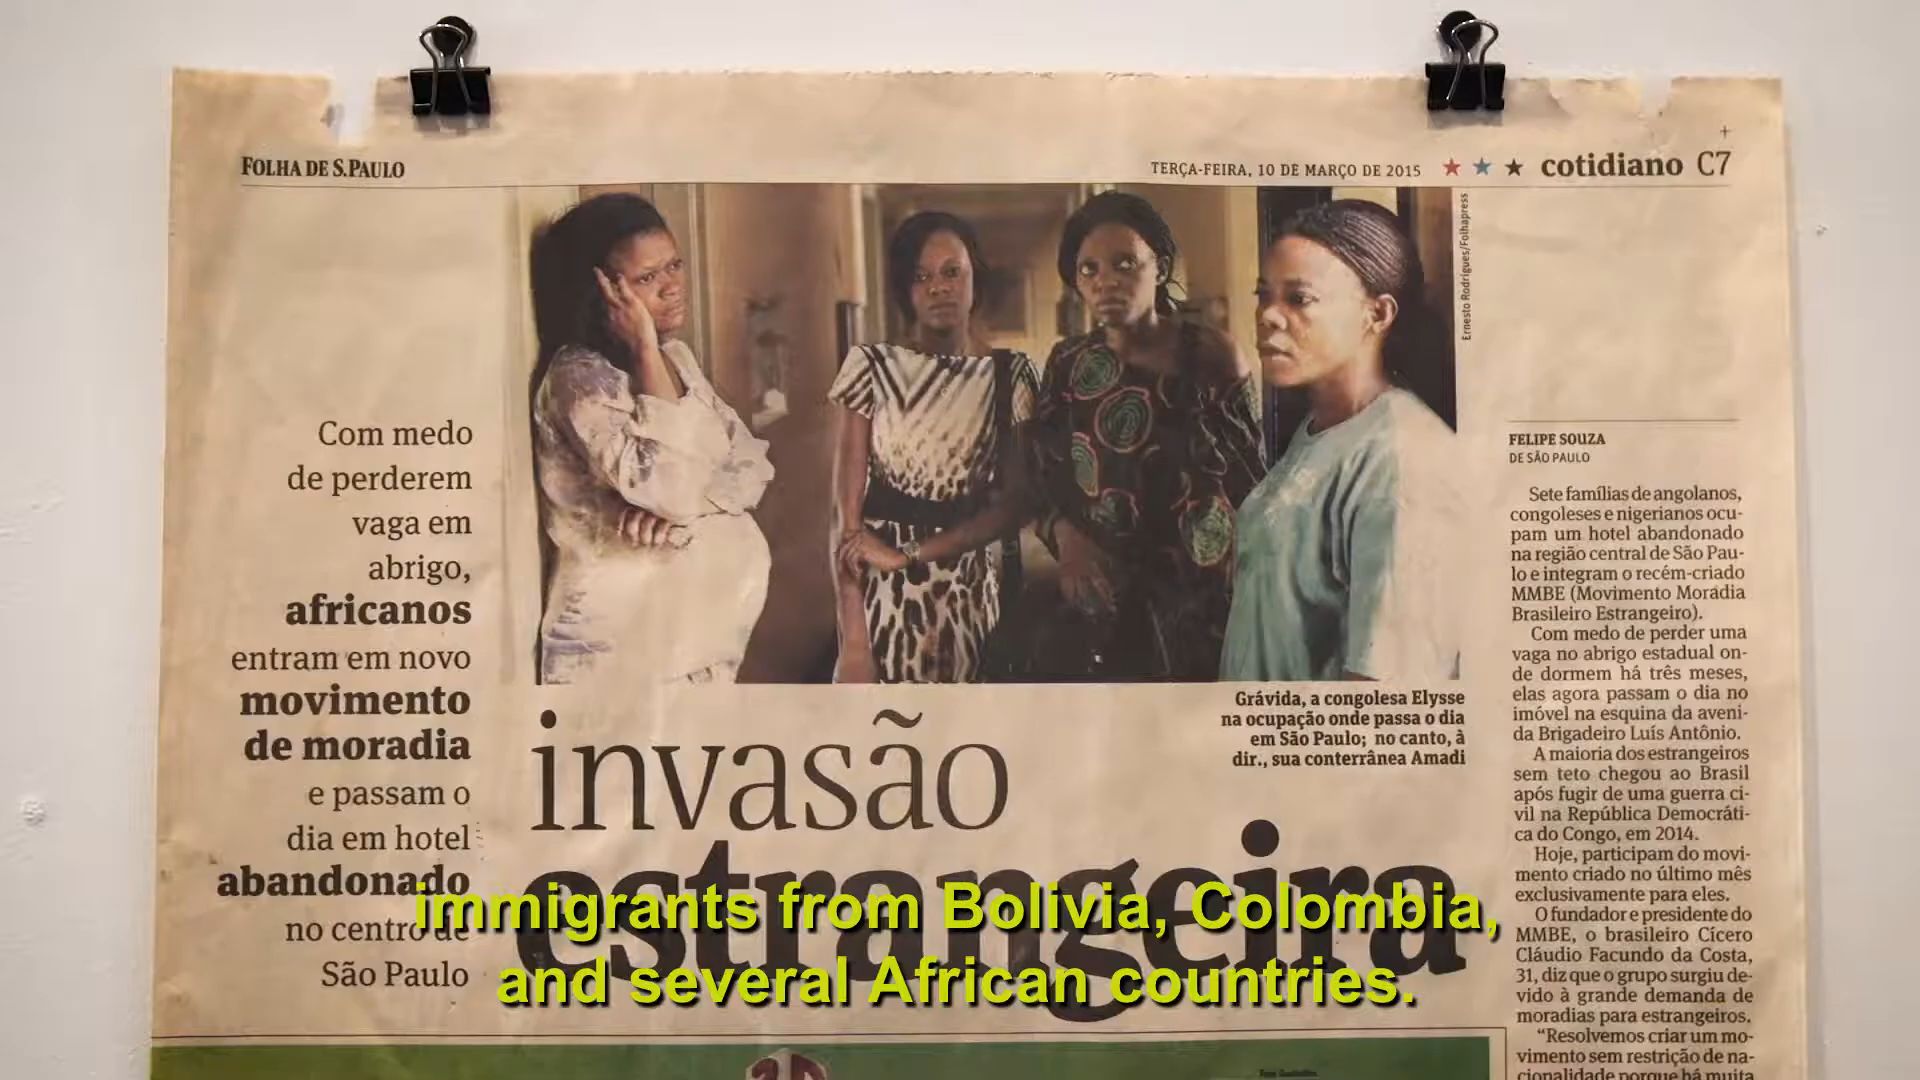 FOLHA DE S.PAULO
TERÇA-FEIRA, 10 DE MARÇO DE 2015
cotidiano C7
Ernesto Rodrigues/Folhapress
Com medo
de perderem
vaga em
abrigo,
africanos
entram em novo
movimento
de moradia
e passam o
dia em hotel
abandonado
no centro de
São Paulo
Grávida, a congolesa Elysse
na ocupação onde passa o dia
em São Paulo; no canto, à
dir., sua conterrânea Amadi
invasão
estrangeira
FELIPE SOUZA
DE SÃO PAULO
Sete famílias de angolanos,
congoleses e nigerianos ocu-
pam um hotel abandonado
na região central de São Pau-
lo e integram o recém-criado
MMBE (Movimento Moradia
Brasileiro Estrangeiro).
Com medo de perder uma
vaga no abrigo estadual on-
de dormem há três meses,
elas agora passam o dia no
imóvel na esquina da aveni-
da Brigadeiro Luís Antônio.
A maioria dos estrangeiros
sem teto chegou ao Brasil
após fugir de uma guerra ci-
vil na República Democráti-
ca do Congo, em 2014.
Hoje, participam do movi-
mento criado no último mês
exclusivamente para eles.
O fundador e presidente do
MMBE, o brasileiro Cícero
Cláudio Facundo da Costa,
31, diz que o grupo surgiu de-
vido à grande demanda de
moradias para estrangeiros.
"Resolvemos criar um mo-
vimento sem restrição de na-
cionalidade porque há muita
immigrants from Bolivia, Colombia,
and several African countries.